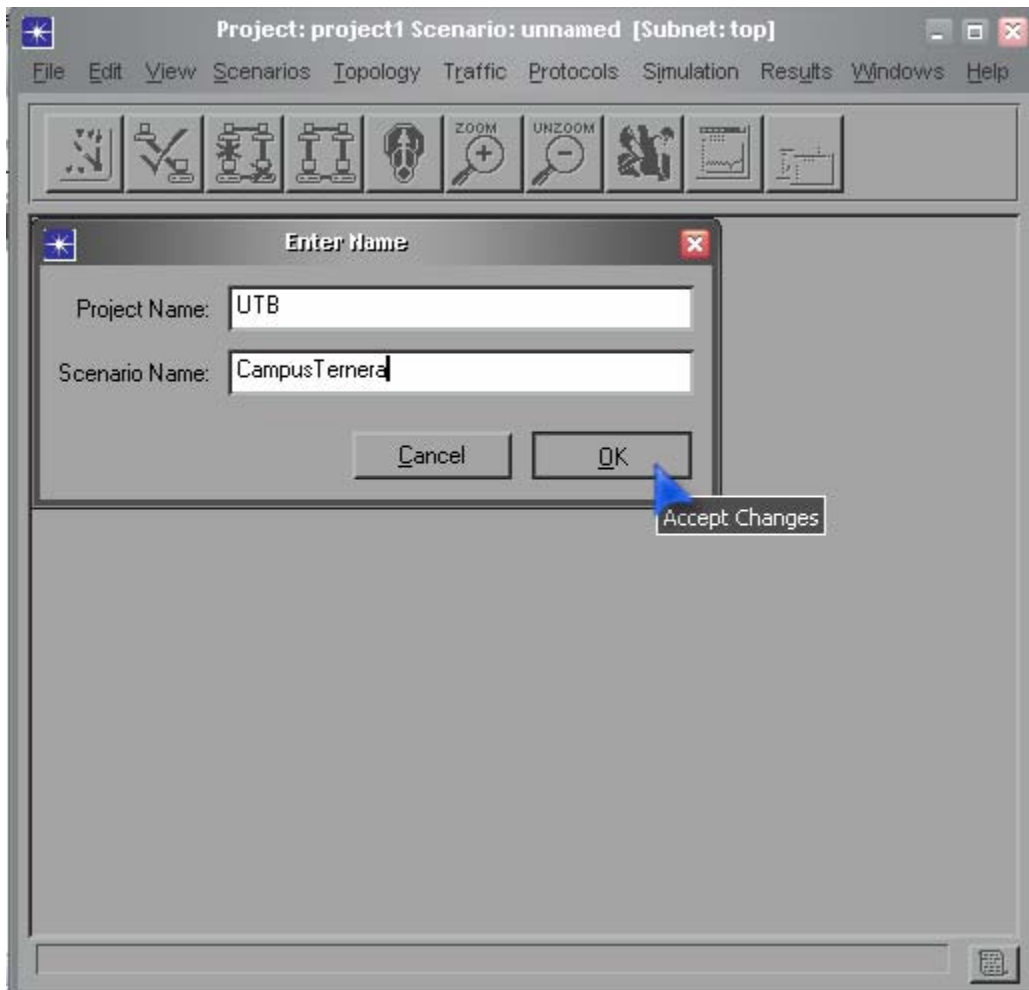 Project: project1 Scenario: unnamed [Subnet: top]
File Edit View Scenarios Topology Traffic Protocols Simulation Results Windows Help
ZOOM UNZOOM
Enter Name
Project Name: UTB
Scenario Name: CampusTernera
Cancel OK
Accept Changes